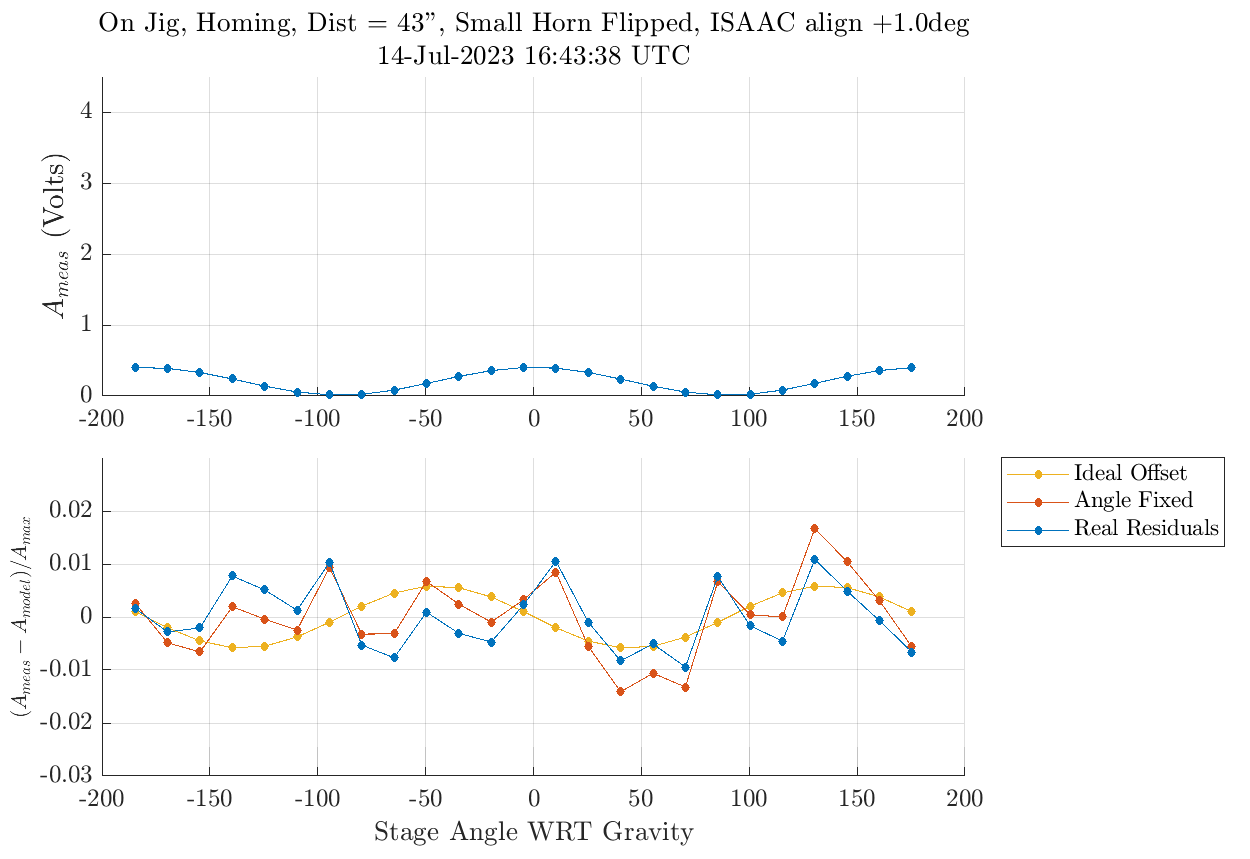 On Jig, Homing, Dist = 43”, Small Horn Flipped, ISAAC align +1.0deg
14-Jul-2023 16:43:38 UTC
A_meas (Volts)
4
3
2
1
0
-200 -150 -100 -50 0 50 100 150 200
(A_meas − A_model)/A_max
0.02
0.01
0
-0.01
-0.02
-0.03
-200 -150 -100 -50 0 50 100 150 200
Stage Angle WRT Gravity
Ideal Offset
Angle Fixed
Real Residuals